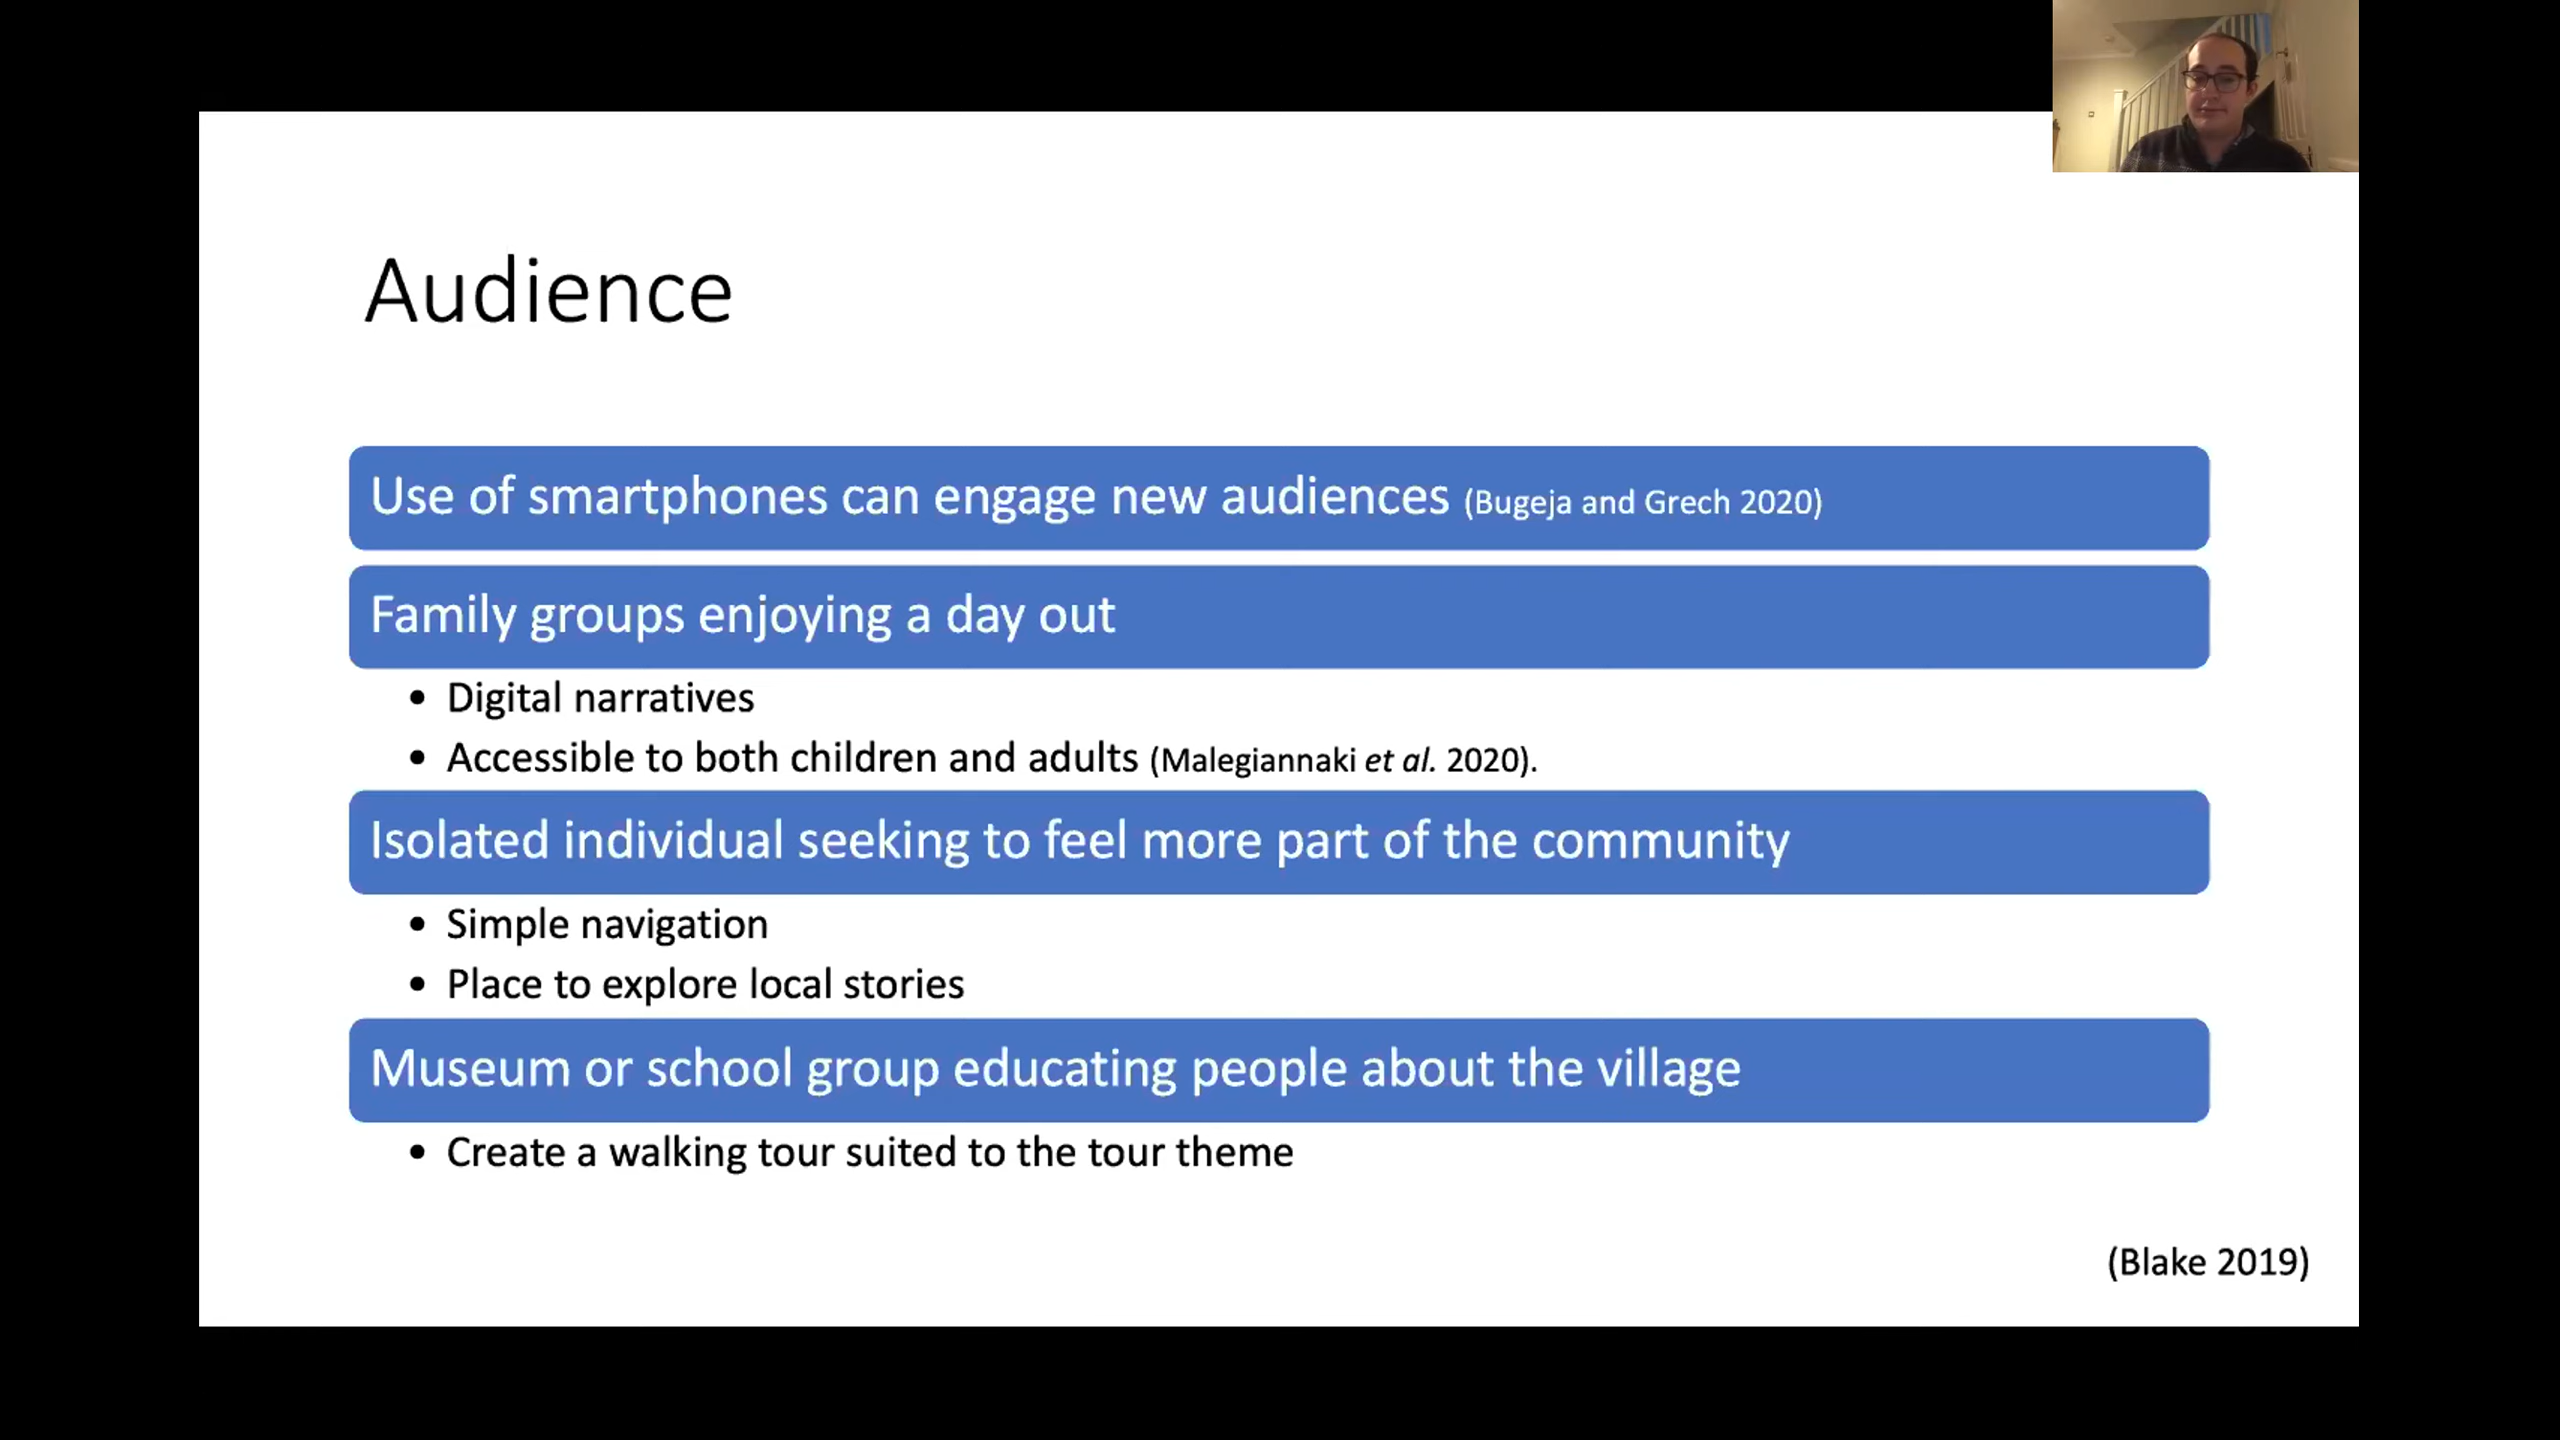 Audience
Use of smartphones can engage new audiences (Bugeja and Grech 2020)
Family groups enjoying a day out
• Digital narratives
• Accessible to both children and adults (Malegiannaki et al. 2020).
Isolated individual seeking to feel more part of the community
• Simple navigation
• Place to explore local stories
Museum or school group educating people about the village
• Create a walking tour suited to the tour theme
(Blake 2019)